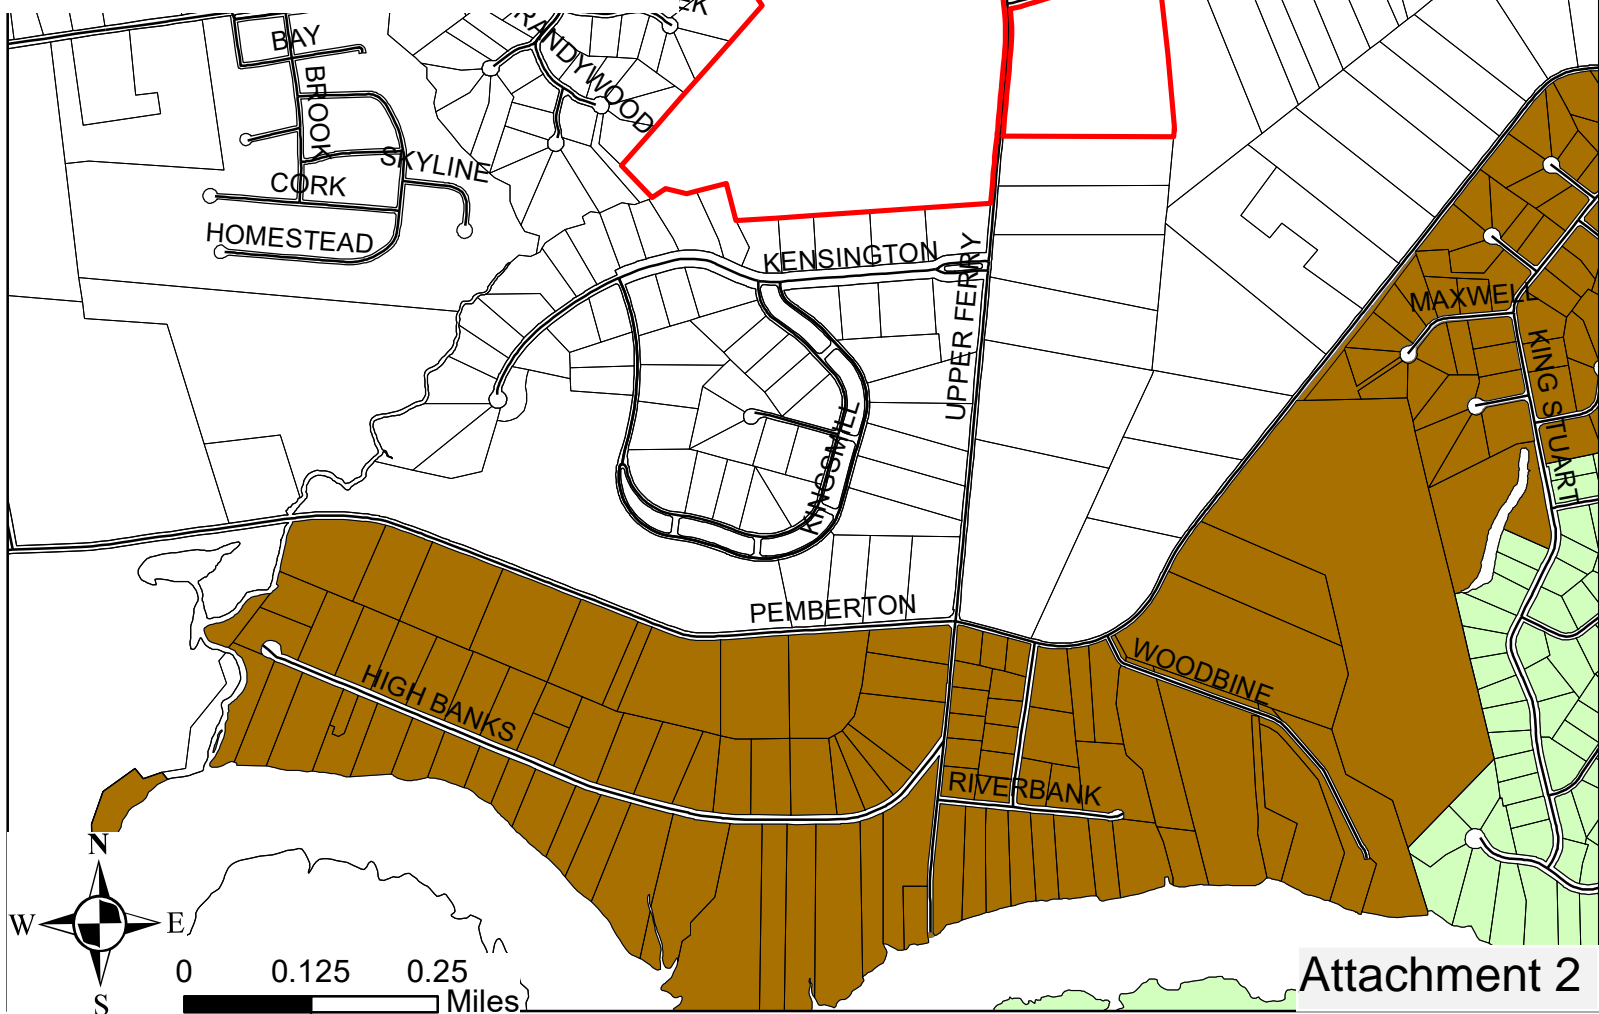 BAY
BROOK
RANDYWOOD
SKYLINE
CORK
HOMESTEAD
KENSINGTON
UPPER FERRY
MAXWELL
KING STUART
KINGSMILL
PEMBERTON
WOODBINE
HIGH BANKS
RIVERBANK
N
W E
S
0 0.125 0.25
Miles
Attachment 2